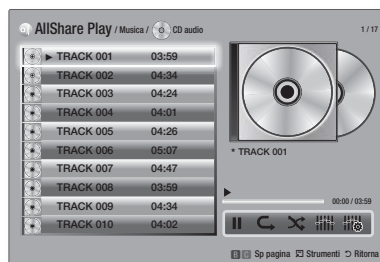 AllShare Play / Musica / CD audio 1 / 17
▶ TRACK 001 03:59
TRACK 002 04:34
TRACK 003 04:24
TRACK 004 04:01
TRACK 005 04:26
TRACK 006 05:07
TRACK 007 04:47
TRACK 008 03:59
TRACK 009 04:34
TRACK 010 04:02
* TRACK 001
00:00 / 03:59
B C Sp pagina Strumenti Ritorna